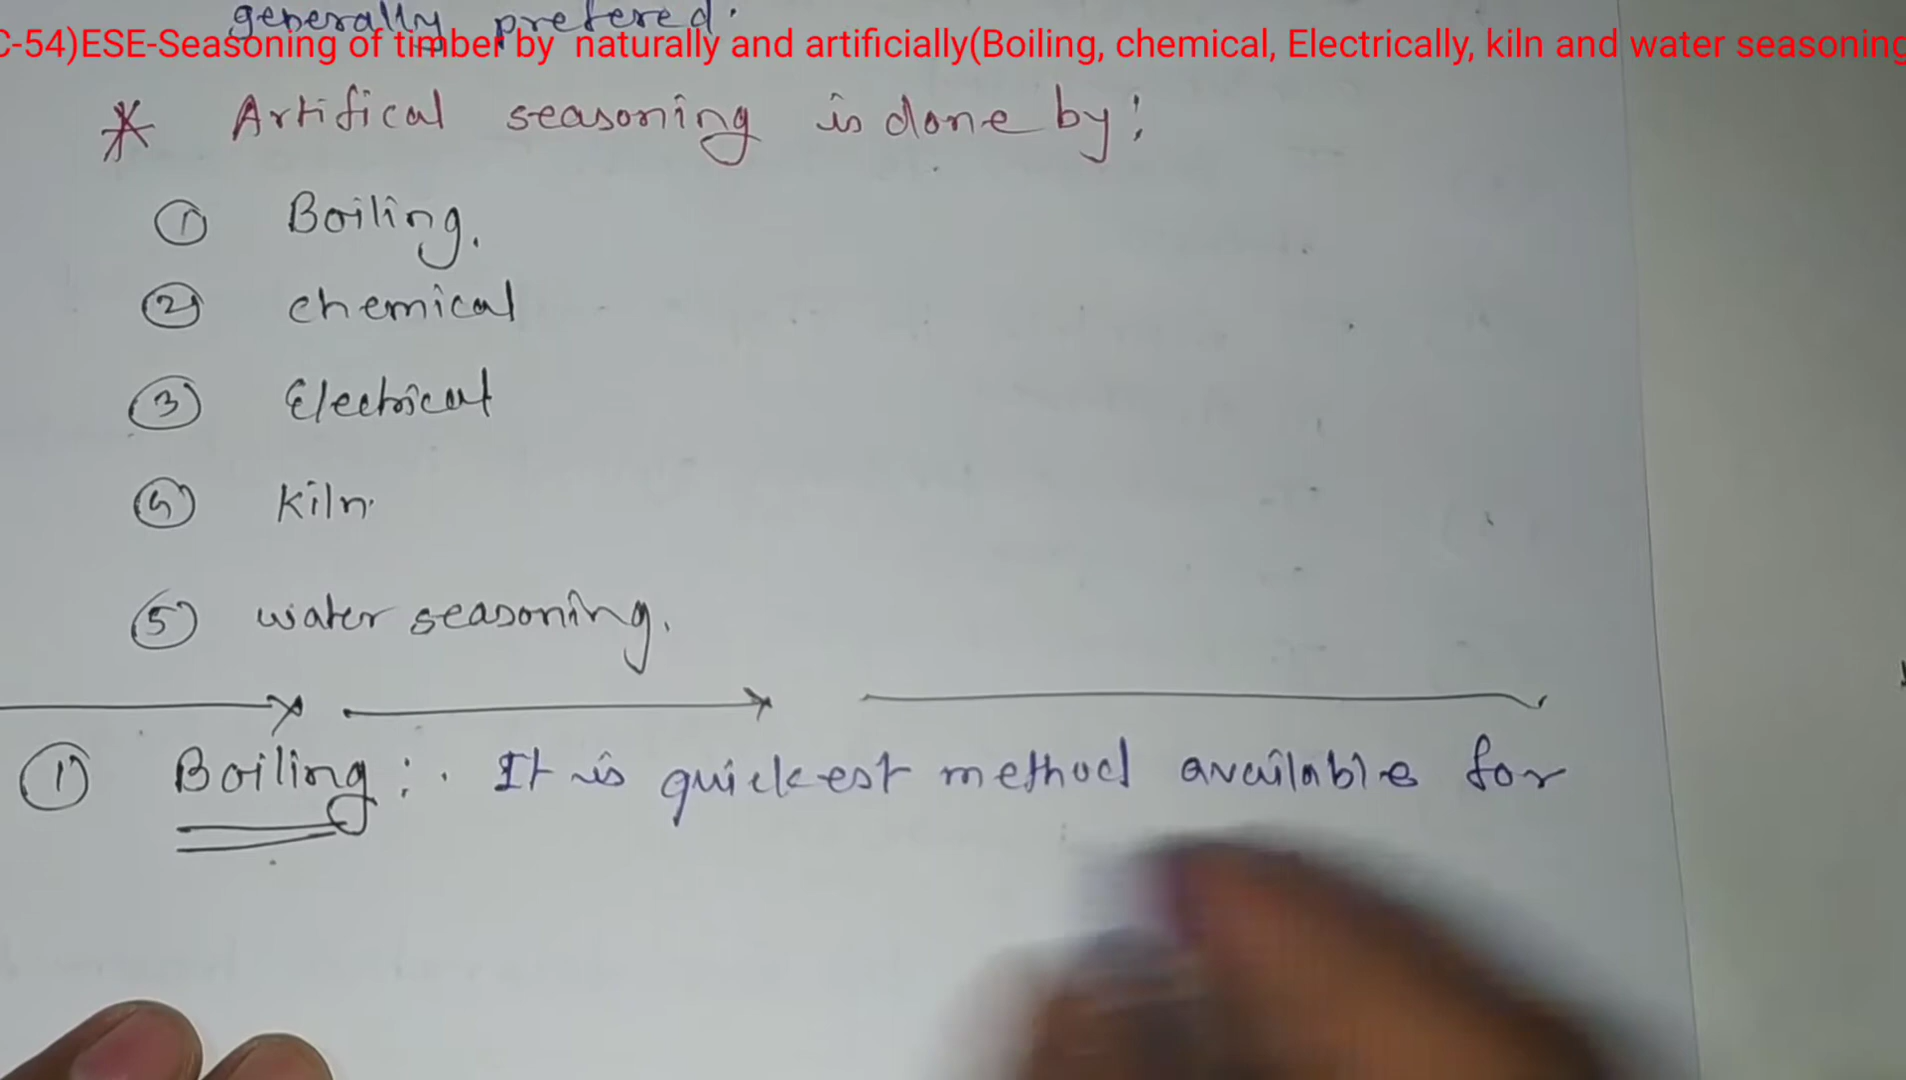 generally prefered.
C-54)ESE-Seasoning of timber by naturally and artificially(Boiling, chemical, Electrically, kiln and water seasoning
* Artifical seasoning is done by:
① Boiling.
② chemical
③ Electrical
④ kiln.
⑤ water seasoning.
① Boiling:. It is quickest method available for